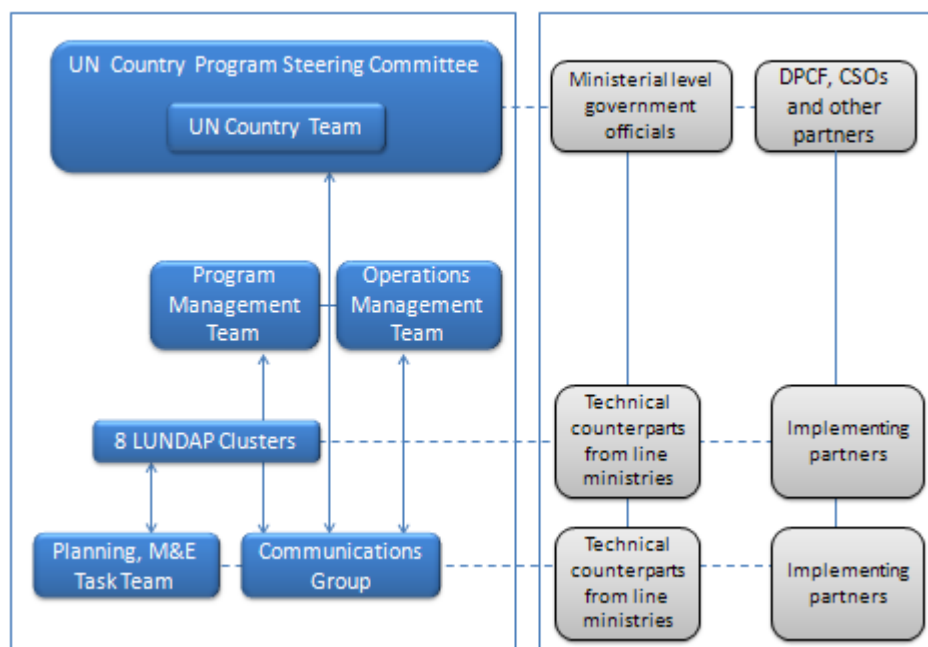 UN Country Program Steering Committee
UN Country Team
Ministerial level
government
officials
DPCF, CSOs
and other
partners
Program
Management
Team
Operations
Management
Team
8 LUNDAP Clusters
Technical
counterparts
from line
ministries
Implementing
partners
Planning, M&E
Task Team
Communications
Group
Technical
counterparts
from line
ministries
Implementing
partners